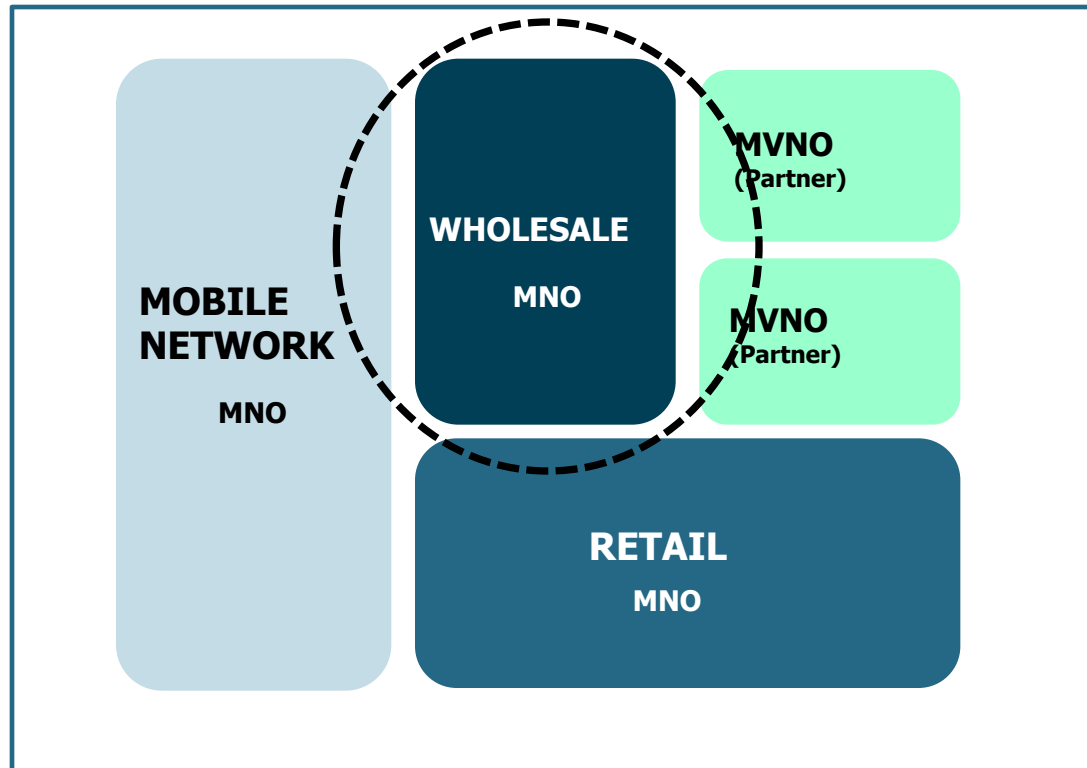 MOBILE
NETWORK
MNO
WHOLESALE
MNO
MVNO
(Partner)
MVNO
(Partner)
RETAIL
MNO